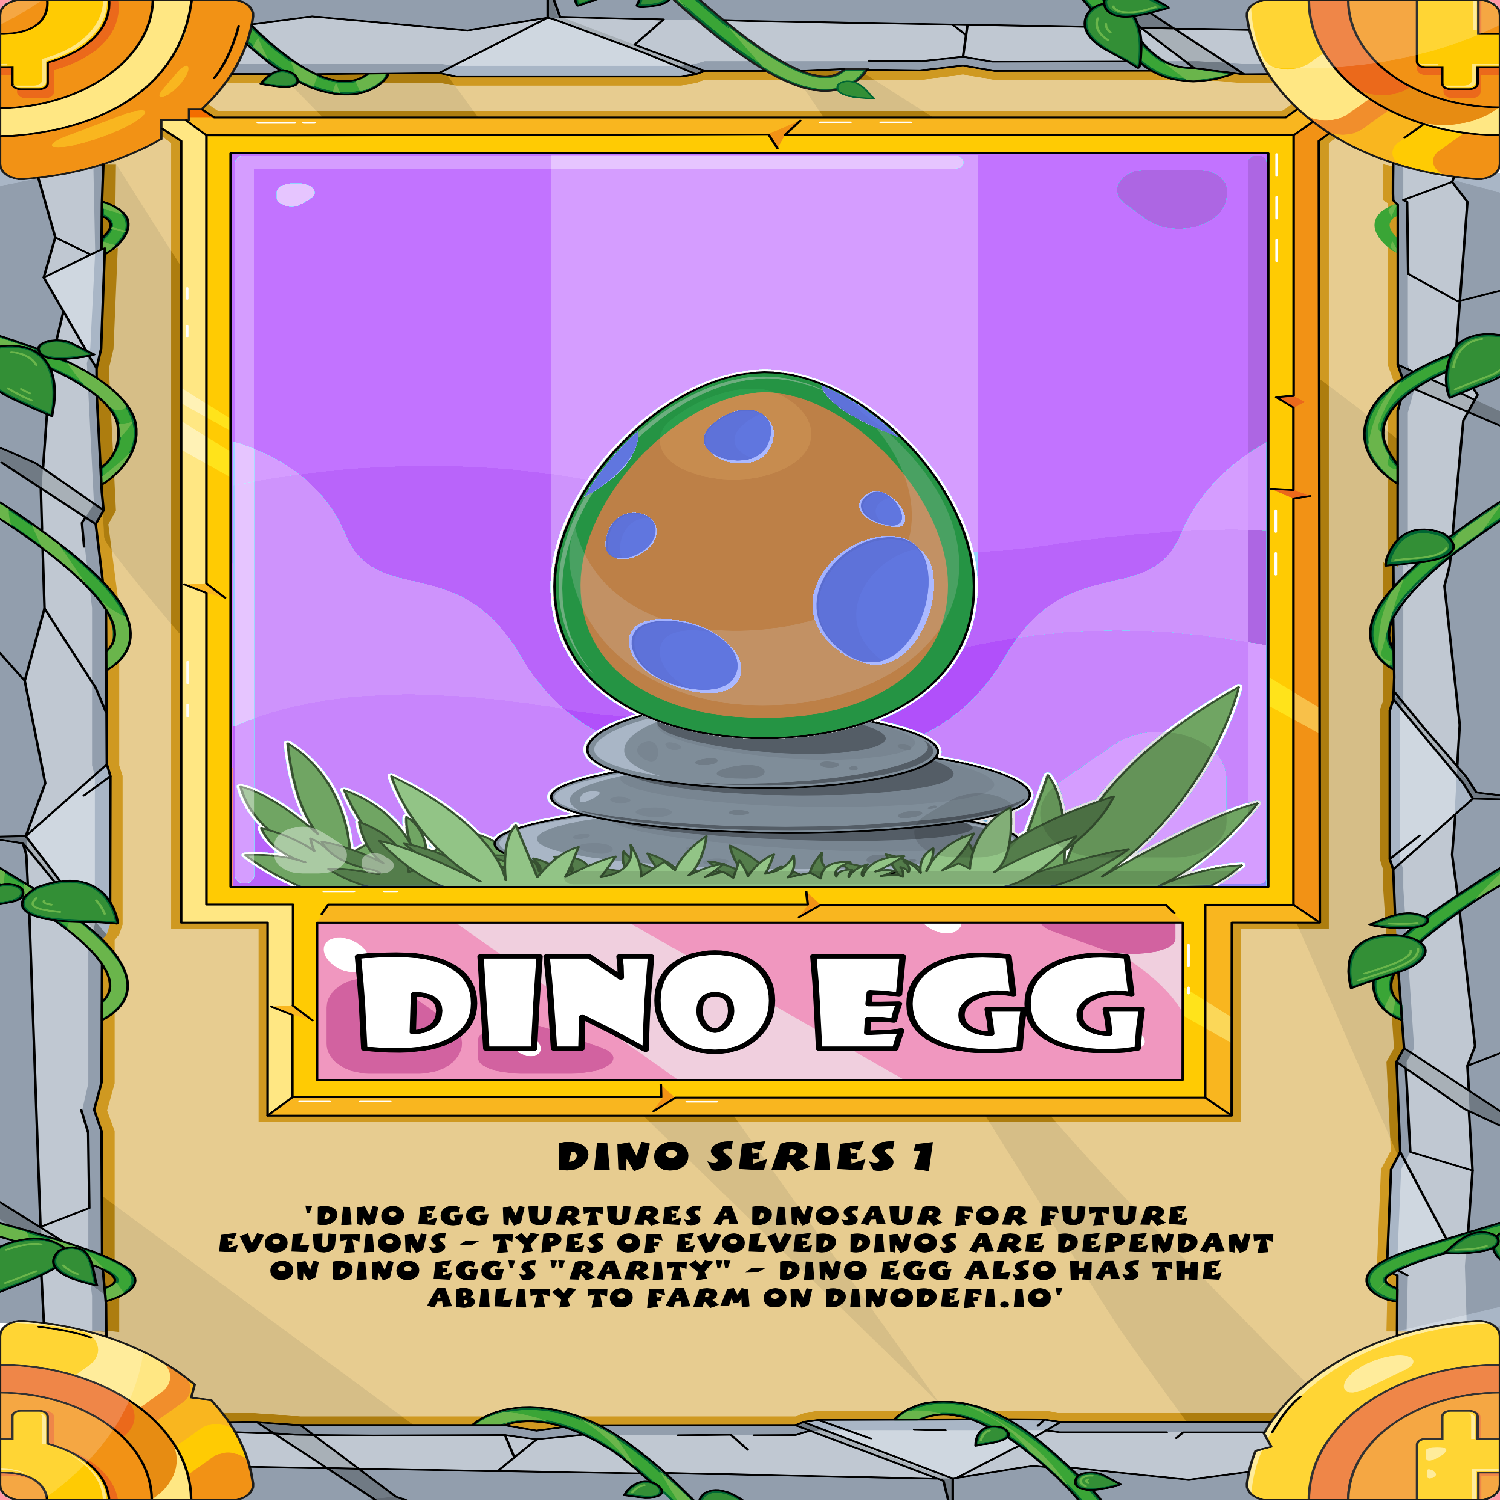 DINO EGG
DINO SERIES 1
'DINO EGG NURTURES A DINOSAUR FOR FUTURE
EVOLUTIONS - TYPES OF EVOLVED DINOS ARE DEPENDANT
ON DINO EGG'S "RARITY" - DINO EGG ALSO HAS THE
ABILITY TO FARM ON DINODEFI.IO'